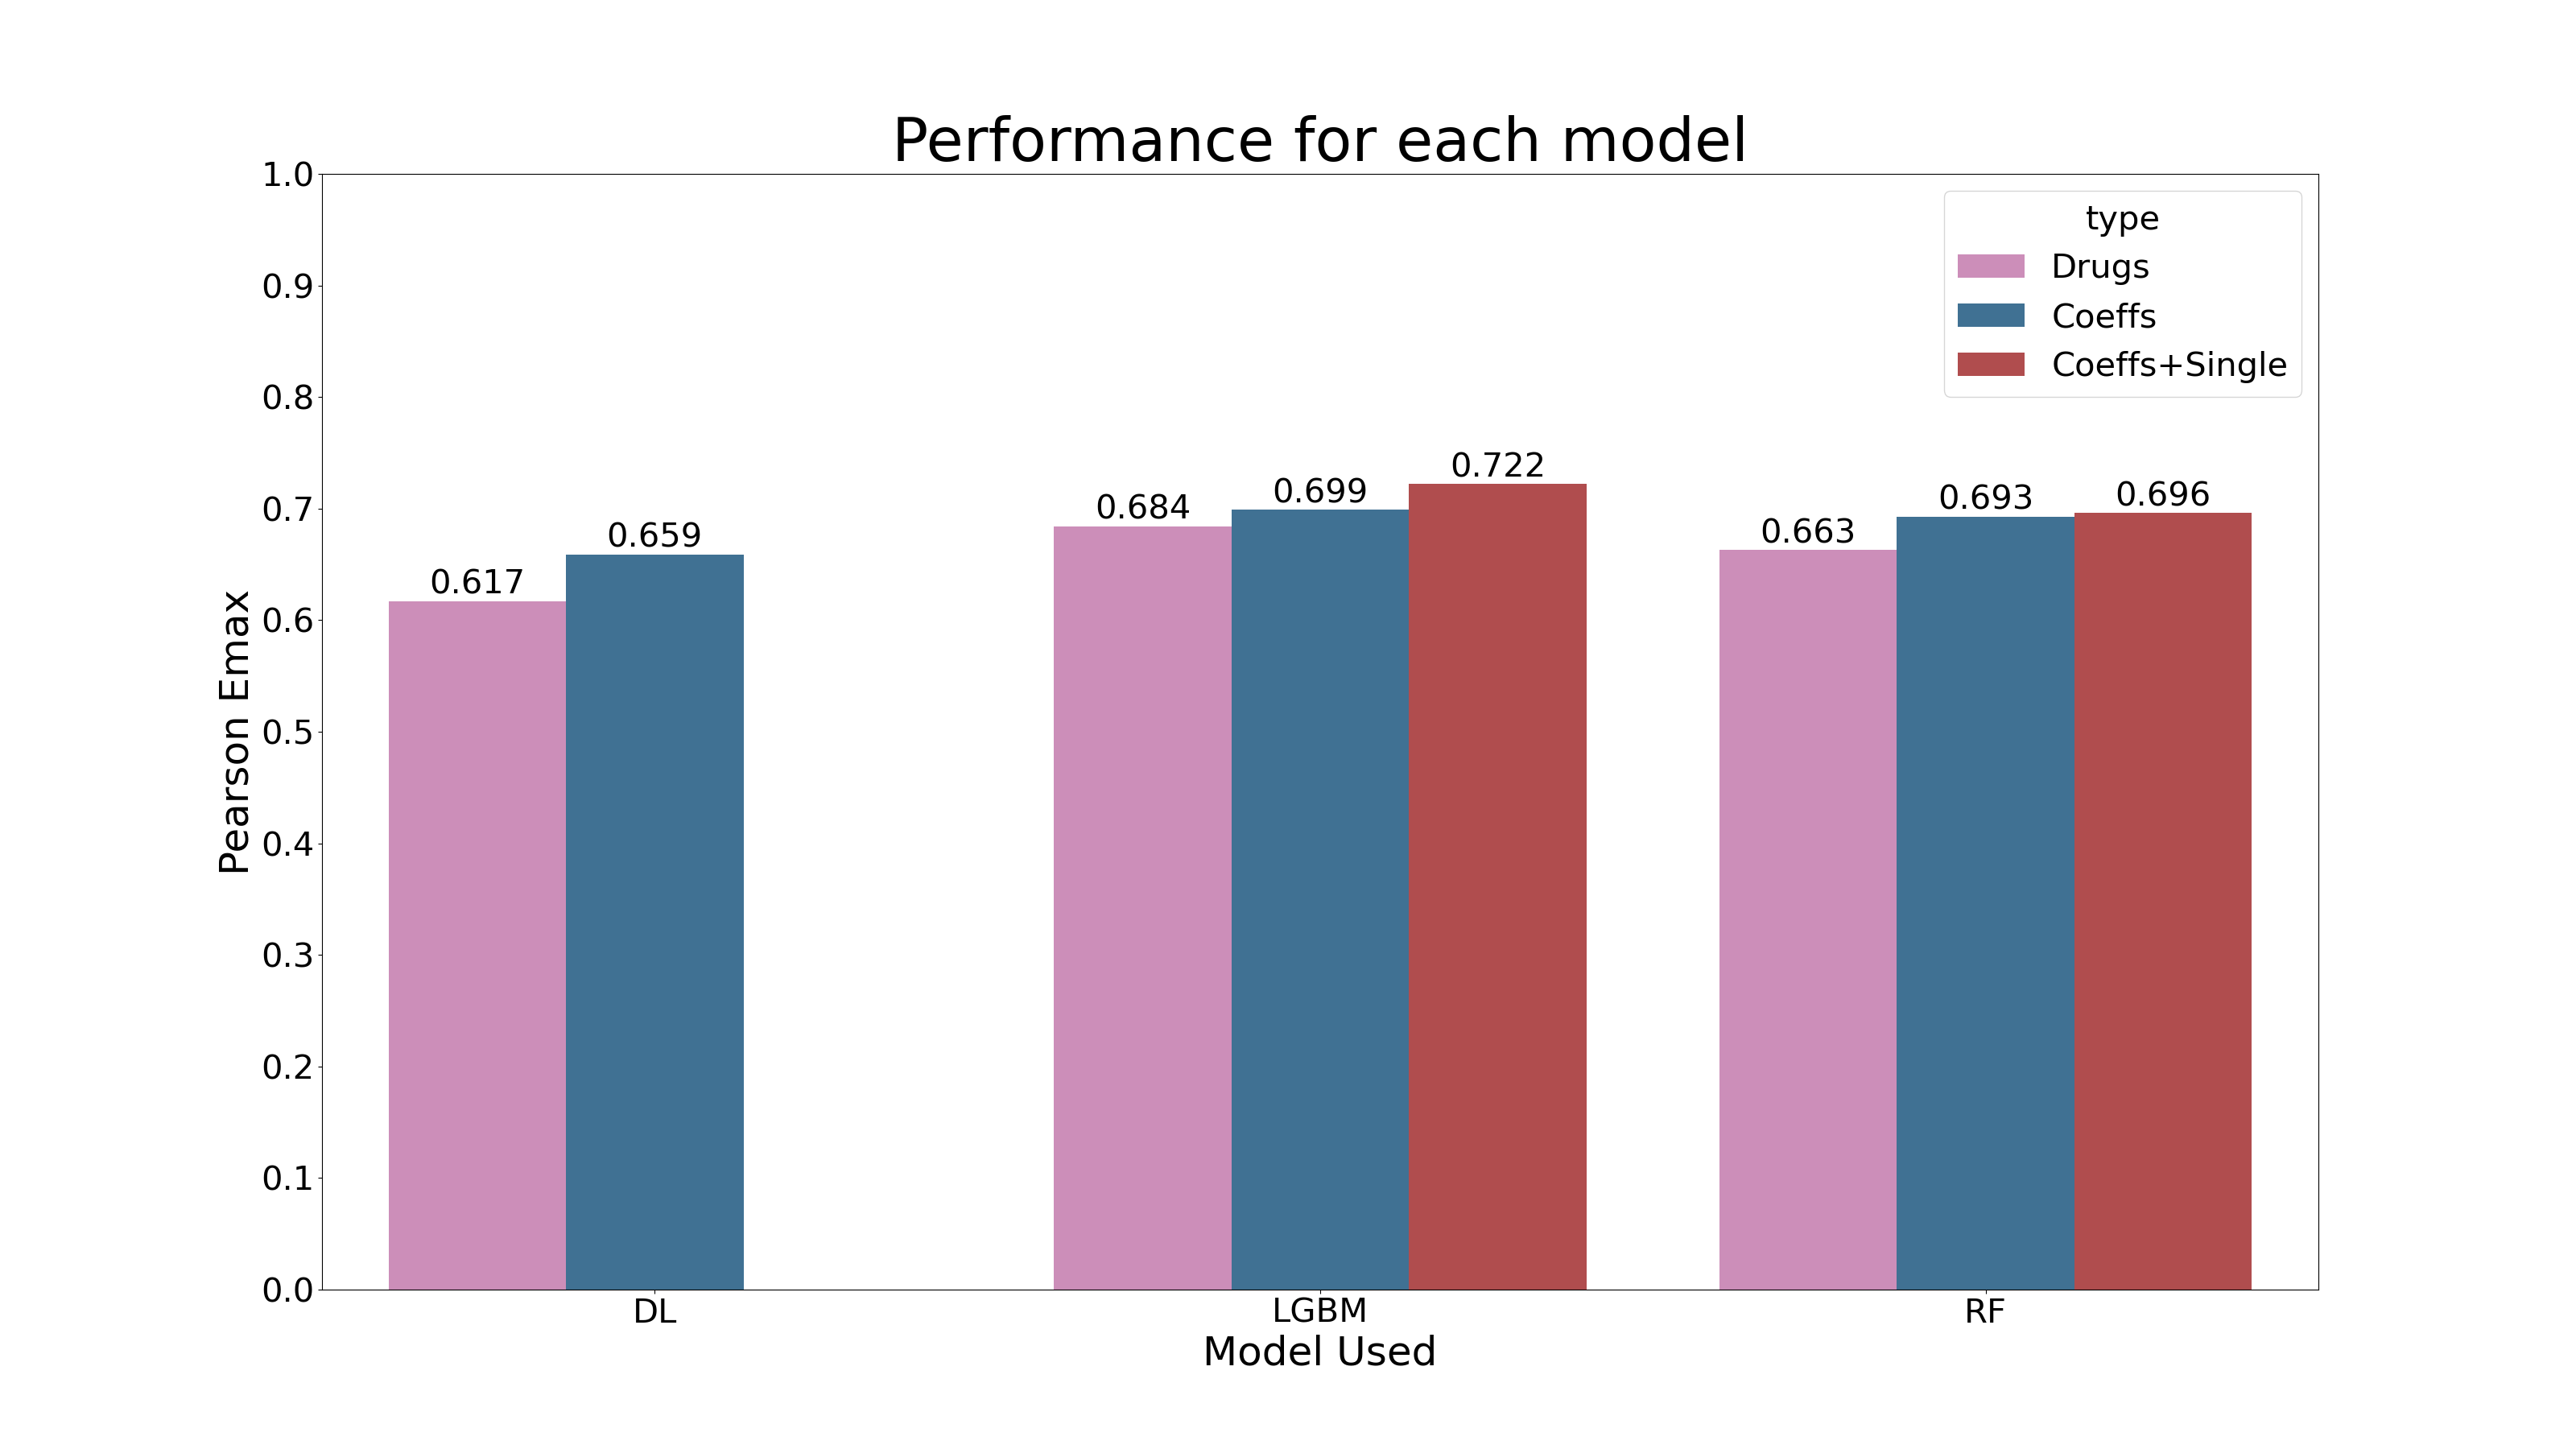 Performance for each model
1.0
0.9
0.8
0.7
0.6
0.5
0.4
0.3
0.2
0.1
0.0
Pearson Emax
type
Drugs
Coeffs
Coeffs+Single
0.617
0.659
0.684
0.699
0.722
0.663
0.693
0.696
DL
LGBM
RF
Model Used